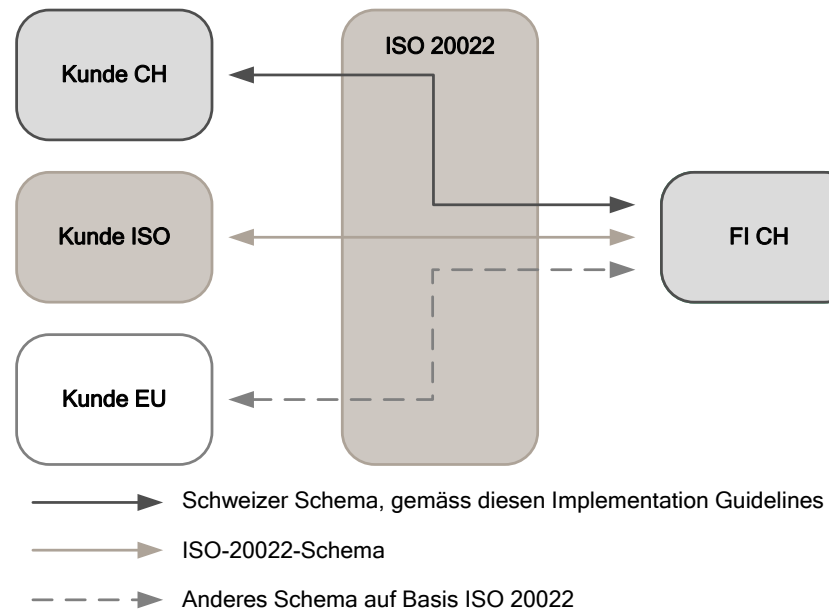 Kunde CH
ISO 20022
Kunde ISO
FI CH
Kunde EU
Schweizer Schema, gemäss diesen Implementation Guidelines
ISO-20022-Schema
Anderes Schema auf Basis ISO 20022